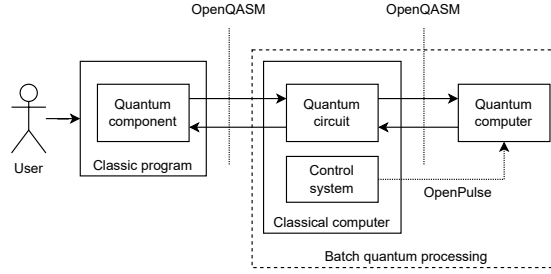 OpenQASM
OpenQASM
Quantum
component
Quantum
circuit
Quantum
computer
User
Classic program
Control
system
OpenPulse
Classical computer
Batch quantum processing